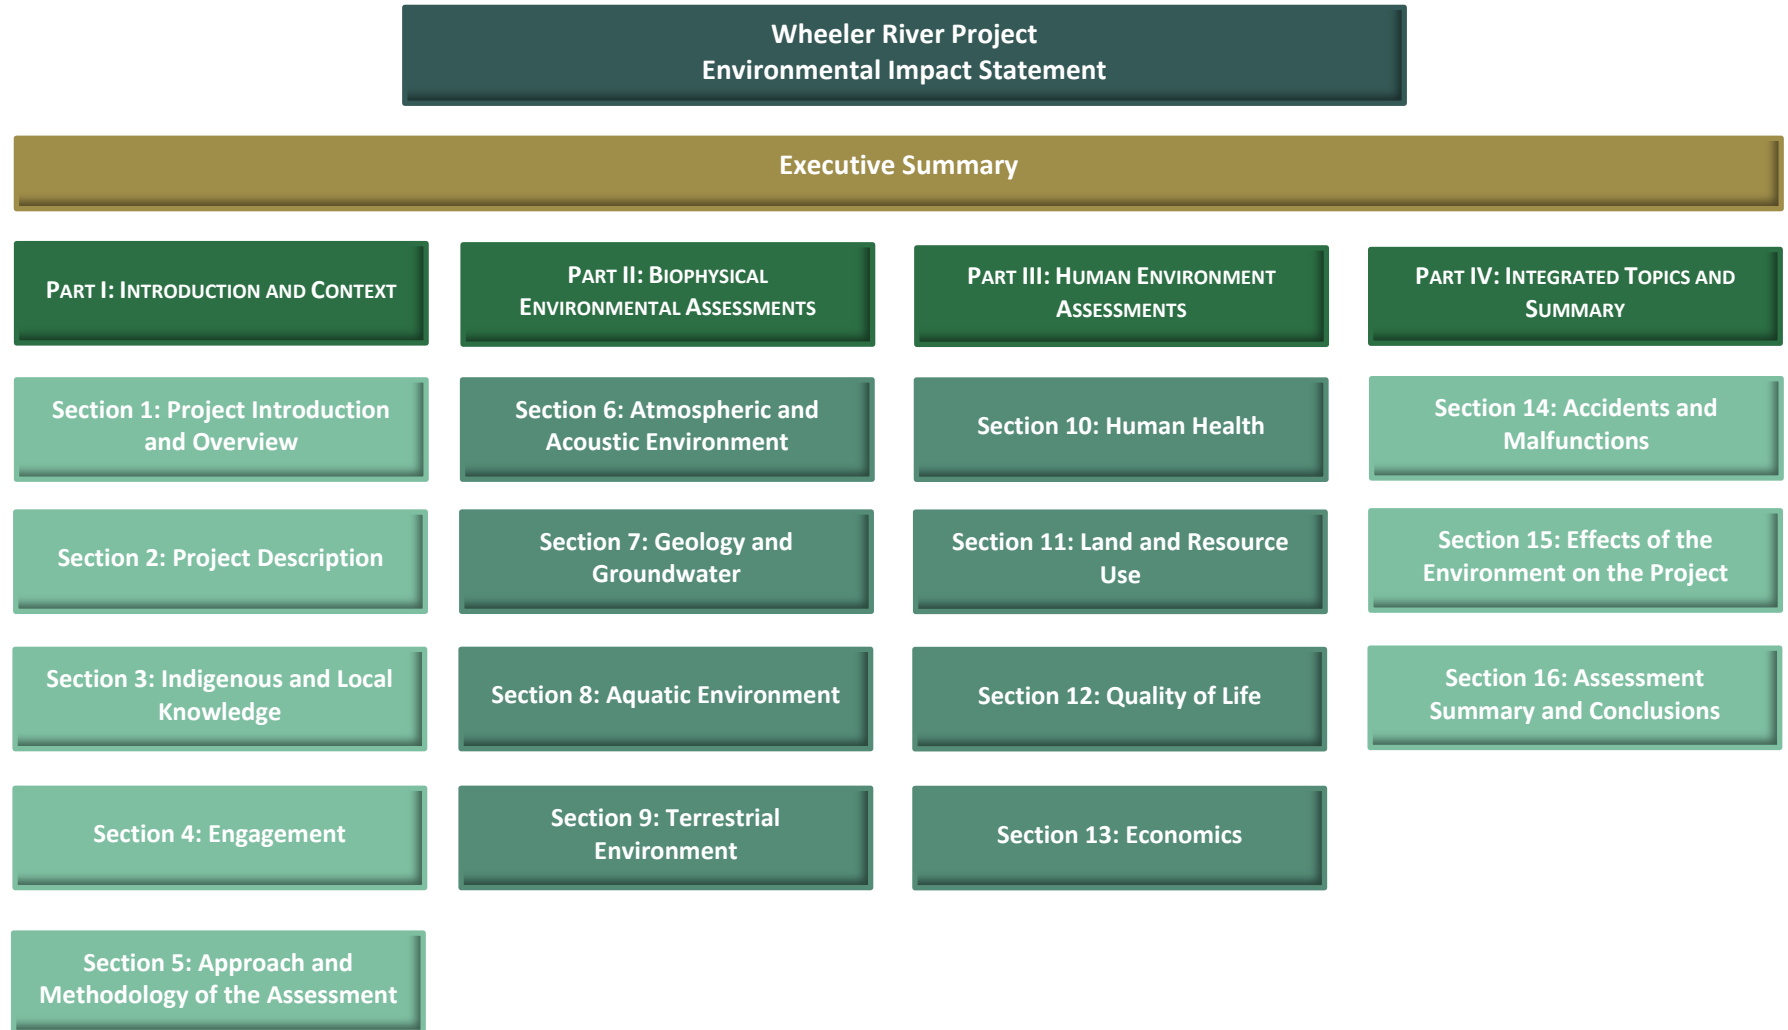 Wheeler River Project
Environmental Impact Statement
Executive Summary
PART I: INTRODUCTION AND CONTEXT
Section 1: Project Introduction
and Overview
Section 2: Project Description
Section 3: Indigenous and Local
Knowledge
Section 4: Engagement
Section 5: Approach and
Methodology of the Assessment
PART II: BIOPHYSICAL
ENVIRONMENTAL ASSESSMENTS
Section 6: Atmospheric and
Acoustic Environment
Section 7: Geology and
Groundwater
Section 8: Aquatic Environment
Section 9: Terrestrial
Environment
PART III: HUMAN ENVIRONMENT
ASSESSMENTS
Section 10: Human Health
Section 11: Land and Resource
Use
Section 12: Quality of Life
Section 13: Economics
PART IV: INTEGRATED TOPICS AND
SUMMARY
Section 14: Accidents and
Malfunctions
Section 15: Effects of the
Environment on the Project
Section 16: Assessment
Summary and Conclusions